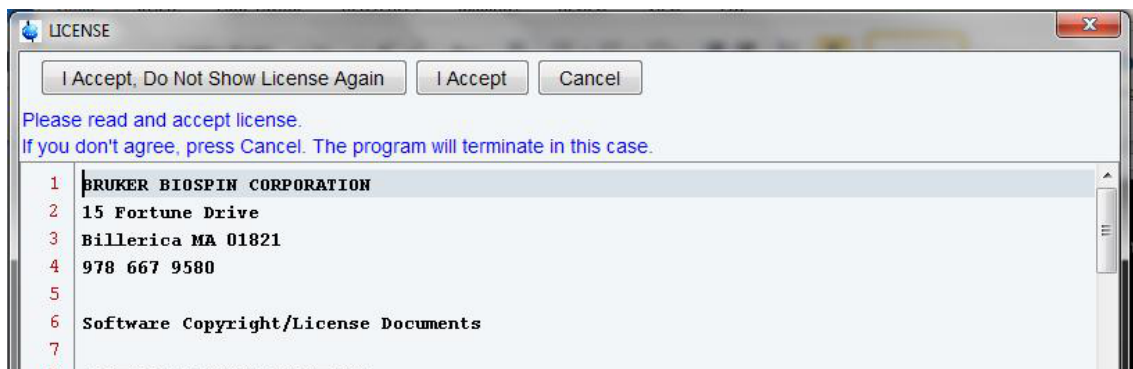 LICENSE
I Accept, Do Not Show License Again I Accept Cancel
Please read and accept license.
If you don't agree, press Cancel. The program will terminate in this case.
1 BRUKER BIOSPIN CORPORATION
2 15 Fortune Drive
3 Billerica MA 01821
4 978 667 9580
5
6 Software Copyright/License Documents
7